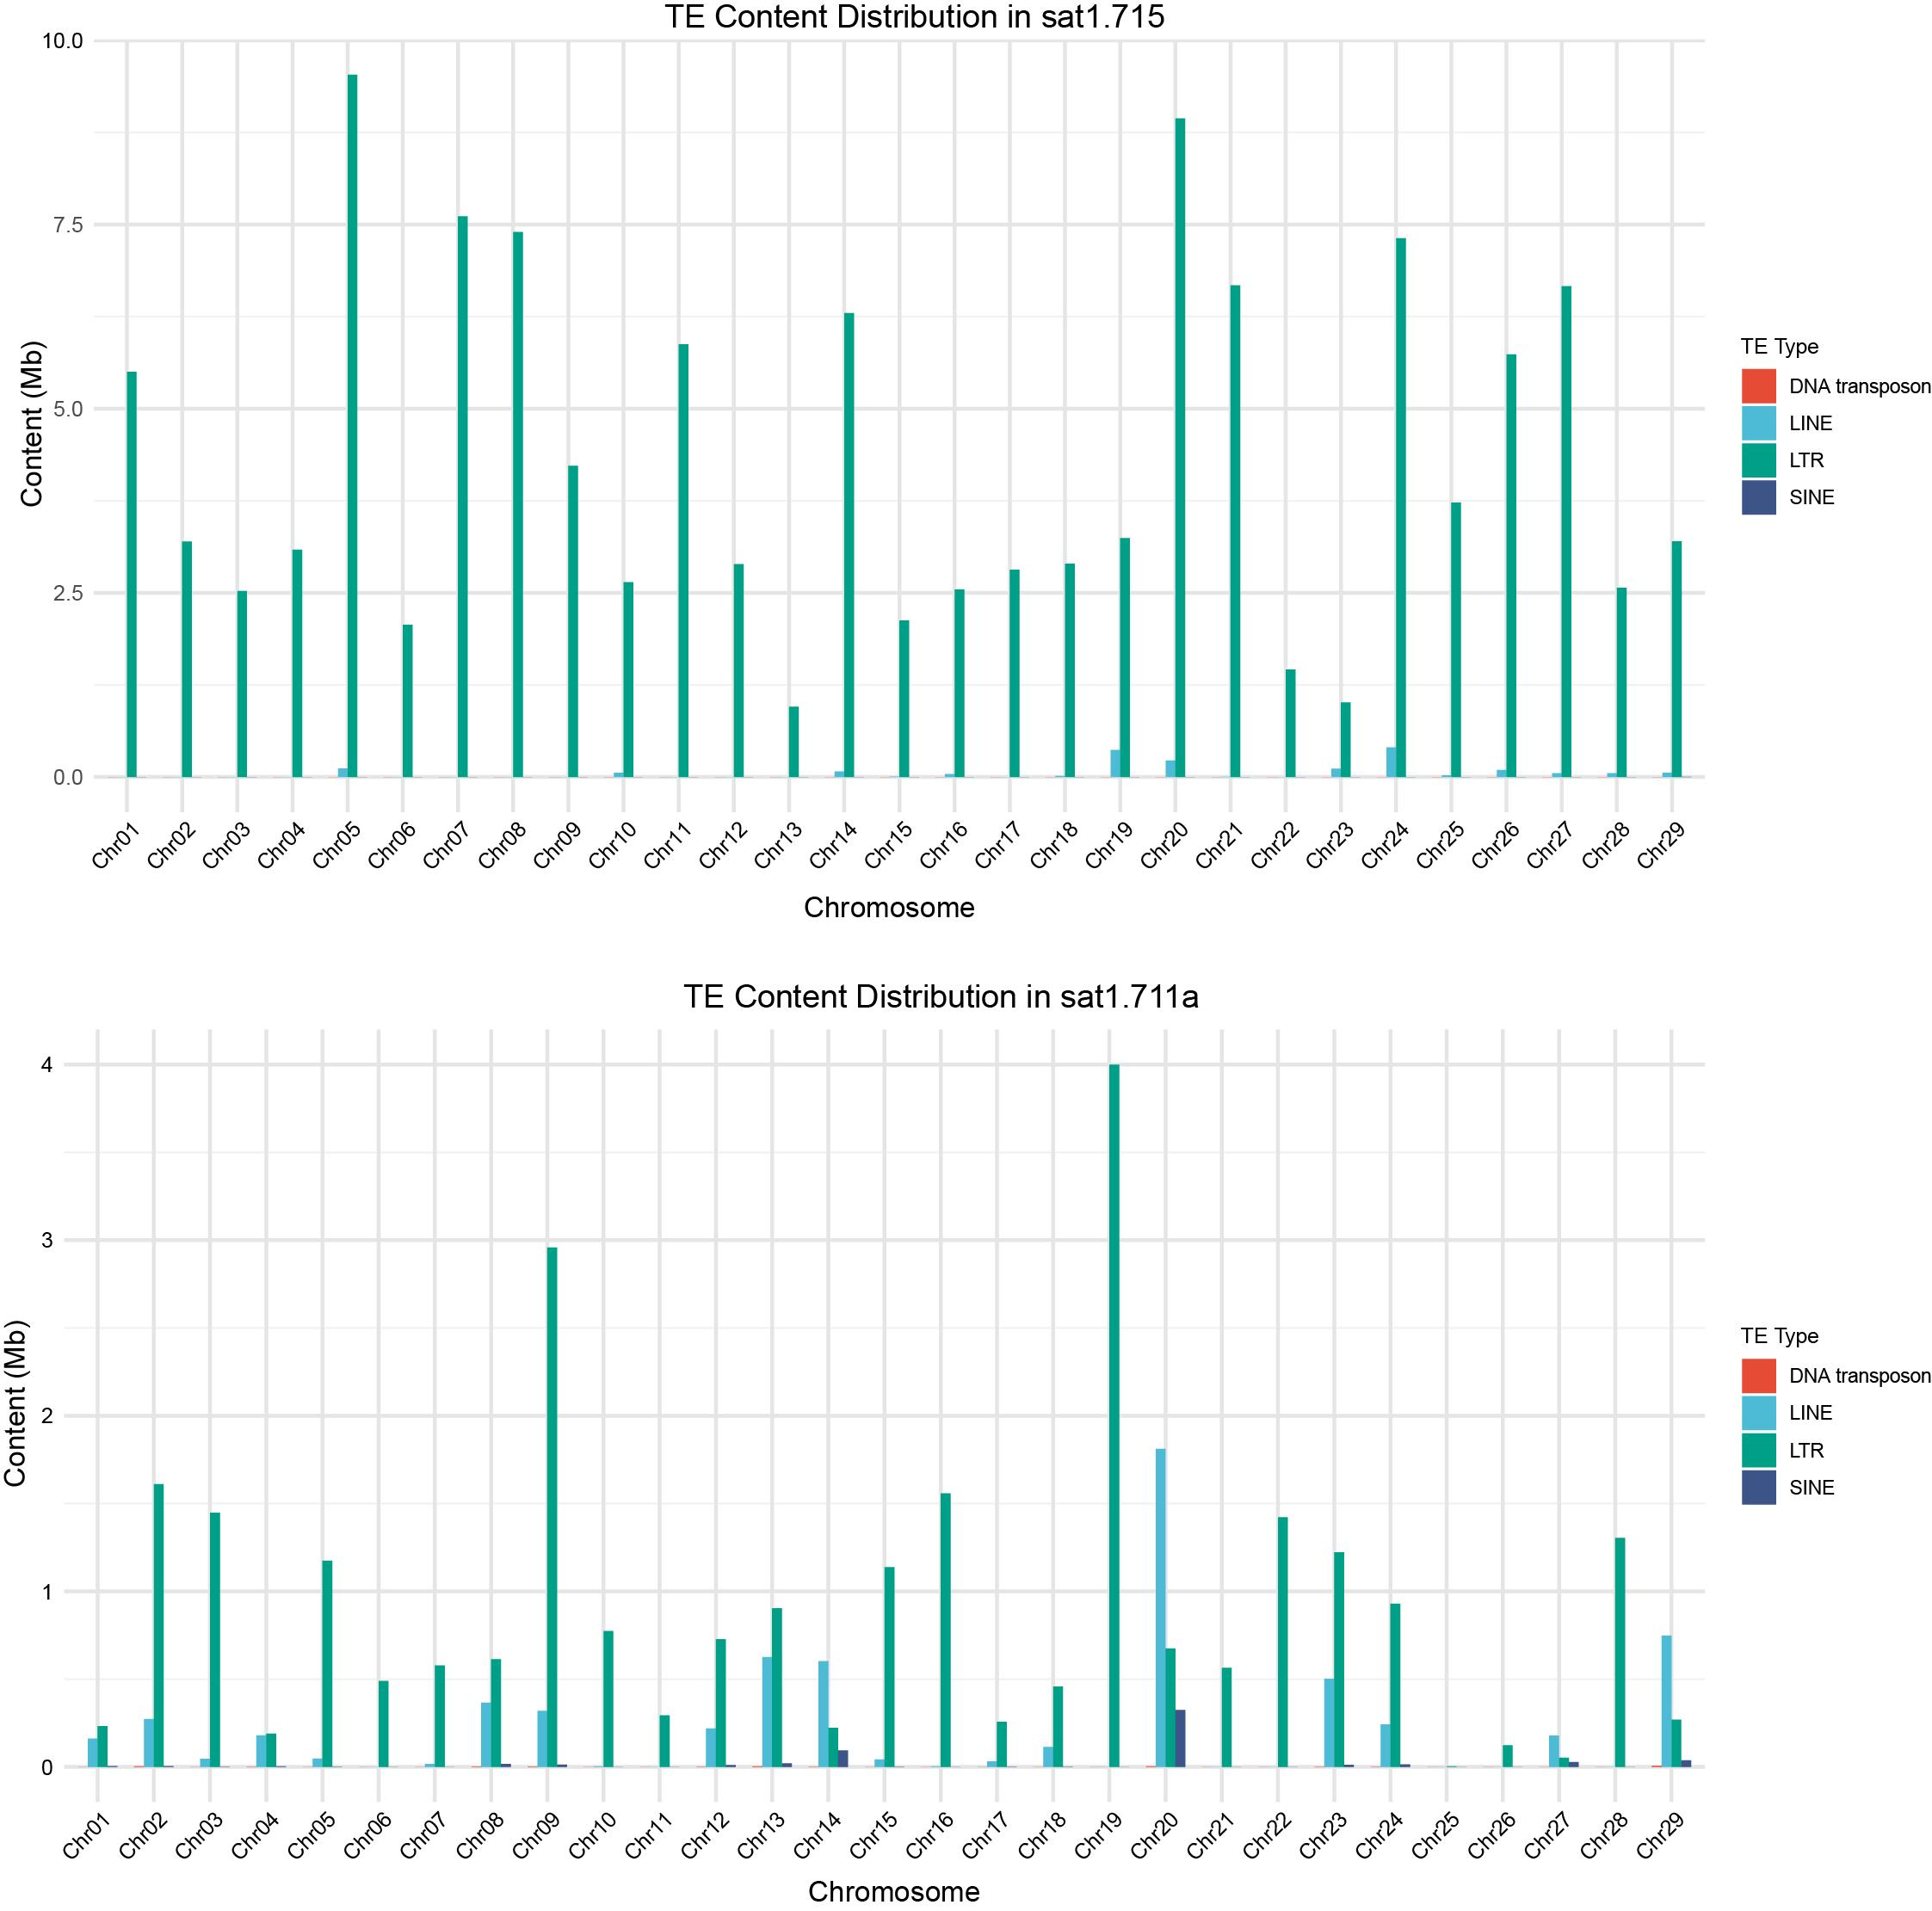 TE Content Distribution in sat1.715
10.0
7.5
5.0
2.5
0.0
Content (Mb)
Chr01 Chr02 Chr03 Chr04 Chr05 Chr06 Chr07 Chr08 Chr09 Chr10 Chr11 Chr12 Chr13 Chr14 Chr15 Chr16 Chr17 Chr18 Chr19 Chr20 Chr21 Chr22 Chr23 Chr24 Chr25 Chr26 Chr27 Chr28 Chr29
Chromosome
TE Type
DNA transposon
LINE
LTR
SINE
TE Content Distribution in sat1.711a
4
3
2
1
0
Content (Mb)
Chr01 Chr02 Chr03 Chr04 Chr05 Chr06 Chr07 Chr08 Chr09 Chr10 Chr11 Chr12 Chr13 Chr14 Chr15 Chr16 Chr17 Chr18 Chr19 Chr20 Chr21 Chr22 Chr23 Chr24 Chr25 Chr26 Chr27 Chr28 Chr29
Chromosome
TE Type
DNA transposon
LINE
LTR
SINE